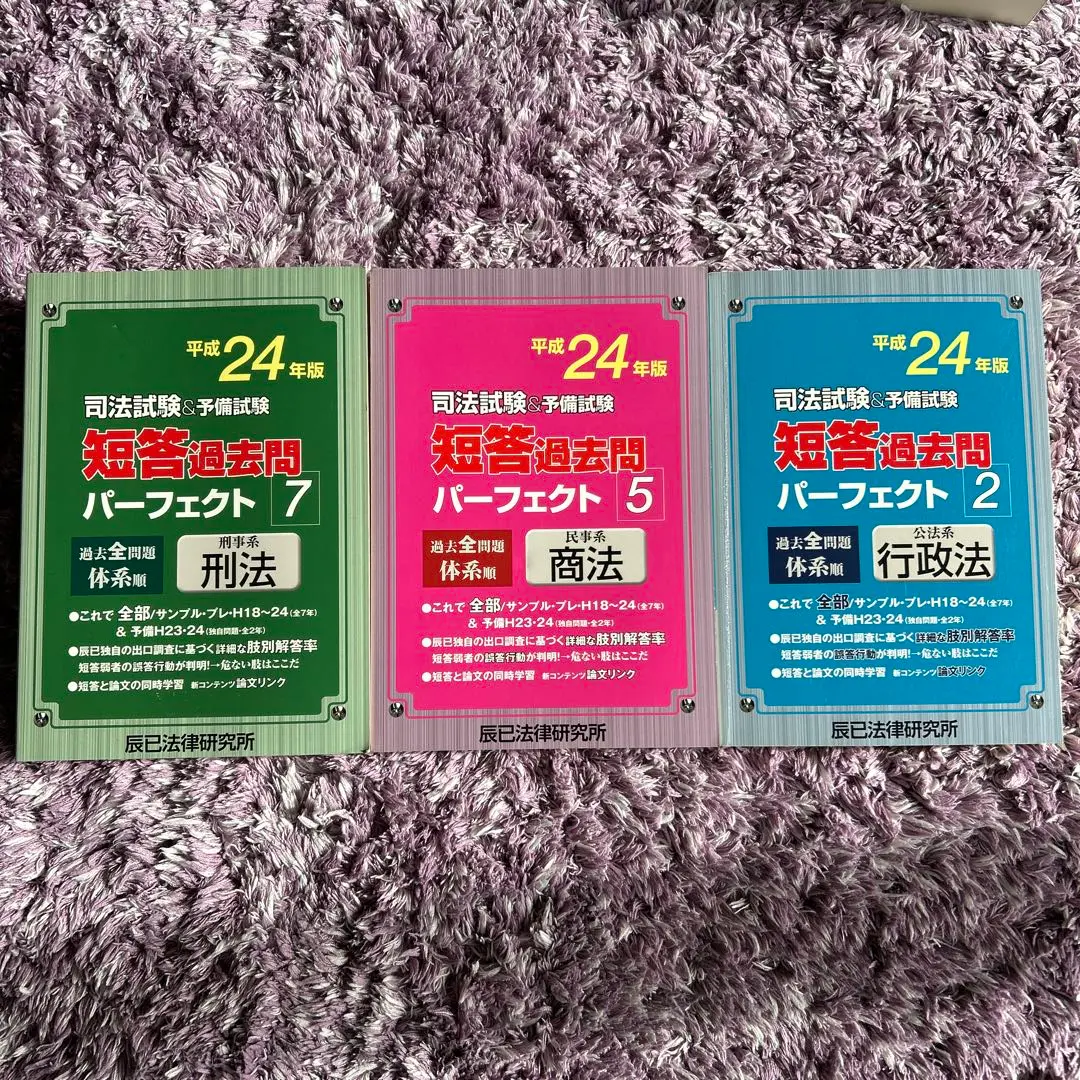 平成24年版
司法試験&予備試験
短答過去問
パーフェクト 7
過去全問題
体系順
刑事系
刑法
●これで 全部/サンプル・プレ・H18～24(全7年)
& 予備H23・24(独自問題・全2年)
●辰已独自の出口調査に基づく詳細な肢別解答率
短答弱者の誤答行動が判明!→危ない肢はここだ
●短答と論文の同時学習 新コンテンツ論文リンク
辰已法律研究所
平成24年版
司法試験&予備試験
短答過去問
パーフェクト 5
過去全問題
体系順
民事系
商法
●これで 全部/サンプル・プレ・H18～24(全7年)
& 予備H23・24(独自問題・全2年)
●辰已独自の出口調査に基づく詳細な肢別解答率
短答弱者の誤答行動が判明!→危ない肢はここだ
●短答と論文の同時学習 新コンテンツ論文リンク
辰已法律研究所
平成24年版
司法試験&予備試験
短答過去問
パーフェクト 2
過去全問題
体系順
公法系
行政法
●これで 全部/サンプル・プレ・H18～24(全7年)
& 予備H23・24(独自問題・全2年)
●辰已独自の出口調査に基づく詳細な肢別解答率
短答弱者の誤答行動が判明!→危ない肢はここだ
●短答と論文の同時学習 新コンテンツ論文リンク
辰已法律研究所